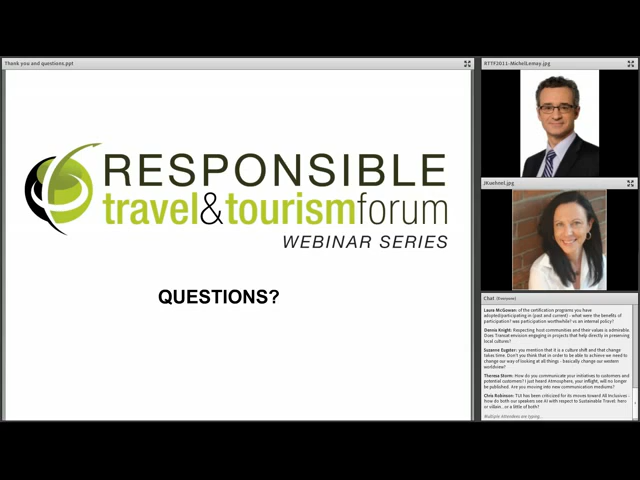 Thank you and questions.ppt
RESPONSIBLE
travel&tourismforum
WEBINAR SERIES
QUESTIONS?
RTTF2011-MichelLemay.jpg
JKuehnel.jpg
Chat (Everyone)
Laura McGowan: of the certification programs you have
adopted/participating in (past and current) - what were the benefits of
participation? was participation worthwhile? vs an internal policy?
Dennis Knight: Respecting host communities and their values is admirable.
Does Transat envision engaging in projects that help directly in preserving
local cultures?
Suzanne Eugster: you mention that it is a culture shift and that change
takes time. Don't you think that in order to be able to achieve we need to
change our way of looking at all things - basically change our western
worldview?
Theresa Storm: How do you communicate your initiatives to customers and
potential customers? I just heard Atmosphere, your inflight, will no longer
be published. Are you moving into new communication mediums?
Chris Robinson: TUI has been criticized for its moves toward All Inclusives -
how do both our speakers see AI with respect to Sustainable Travel, hero
or villain.. or a little of both?
Multiple attendees are typing...